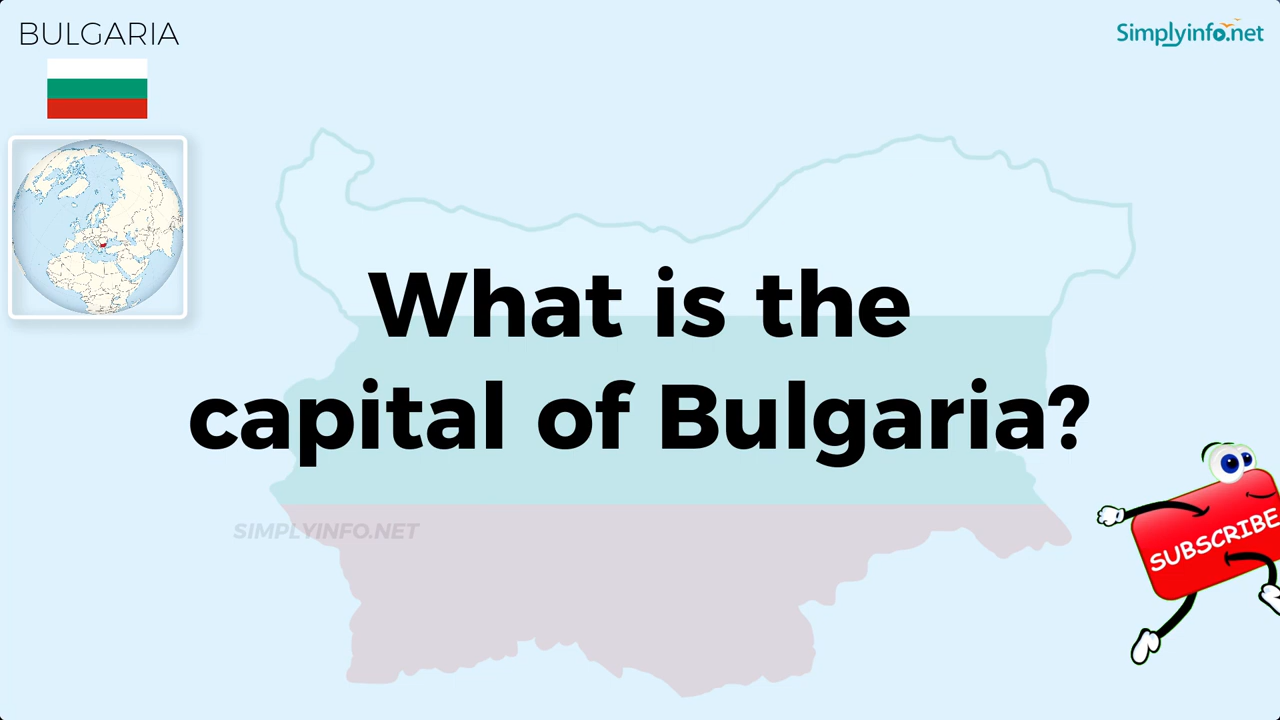 BULGARIA
Simplyinfo.net
What is the
capital of Bulgaria?
SIMPLYINFO.NET
SUBSCRIBE